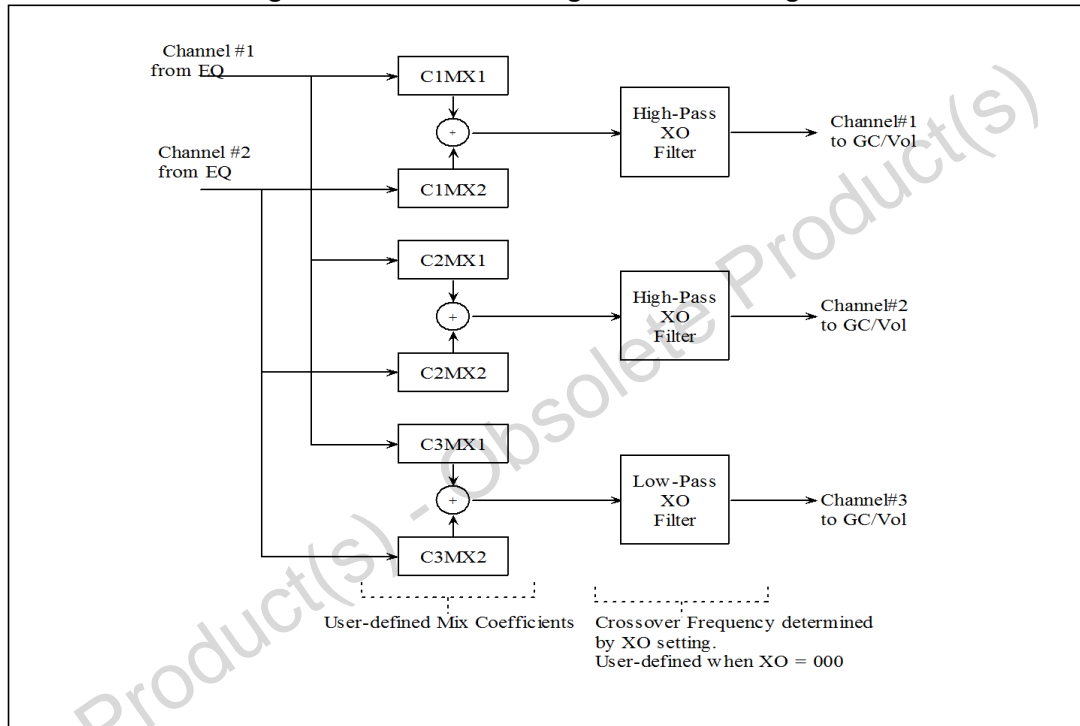 Channel #1
from EQ
C1MX1
+
High-Pass
XO
Filter
Channel#1
to GC/Vol
Channel #2
from EQ
C1MX2
C2MX1
+
High-Pass
XO
Filter
Channel#2
to GC/Vol
C2MX2
C3MX1
+
Low-Pass
XO
Filter
Channel#3
to GC/Vol
C3MX2
User-defined Mix Coefficients
Crossover Frequency determined
by XO setting.
User-defined when XO = 000
Product(s) - Obsolete Product(s)